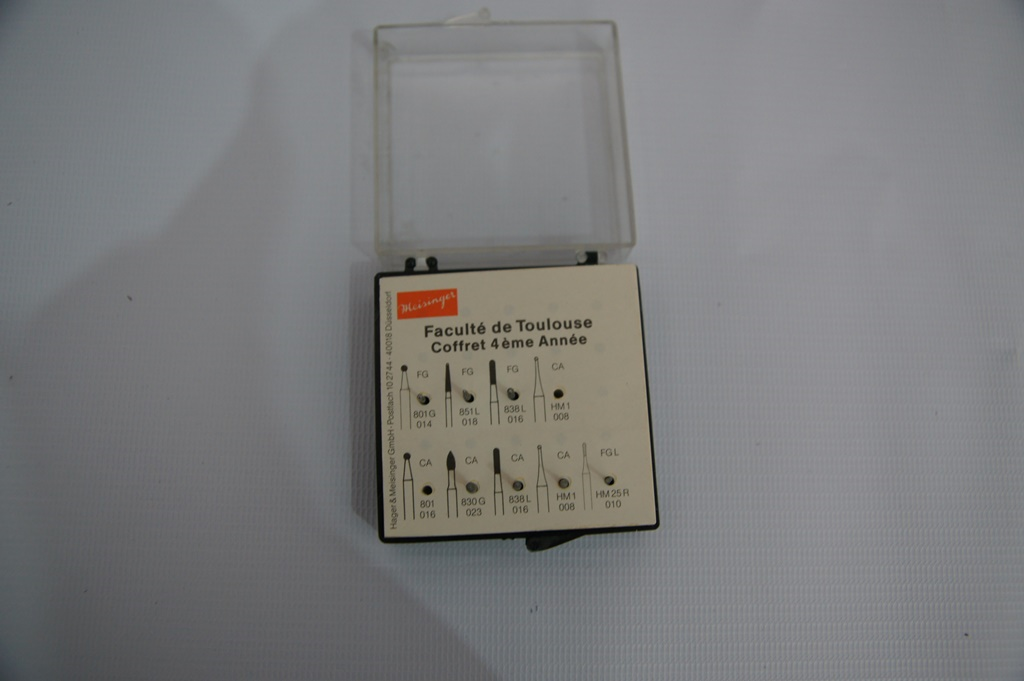 Meisinger
Faculté de Toulouse
Coffret 4ème Année
FG FG FG CA
801G 851L 838L HM1
014 018 016 008
CA CA CA CA FGL
801 830G 838L HM1 HM25R
016 023 016 008 010
Hager & Meisinger GmbH · Postfach 10 27 44 · 40018 Düsseldorf